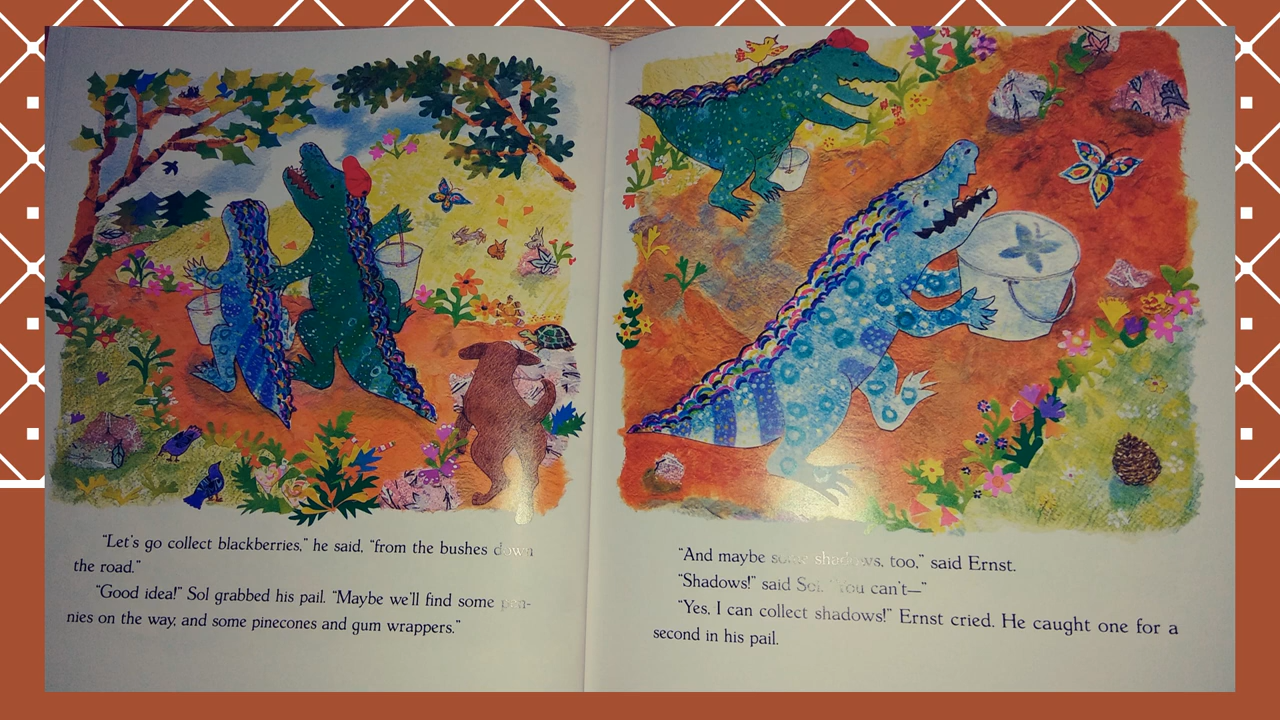 "Let's go collect blackberries," he said, "from the bushes down
the road."
"Good idea!" Sol grabbed his pail. "Maybe we'll find some pen-
nies on the way, and some pinecones and gum wrappers."
"And maybe some shadows, too," said Ernst.
"Shadows!" said Sol. "You can't—"
"Yes, I can collect shadows!" Ernst cried. He caught one for a
second in his pail.